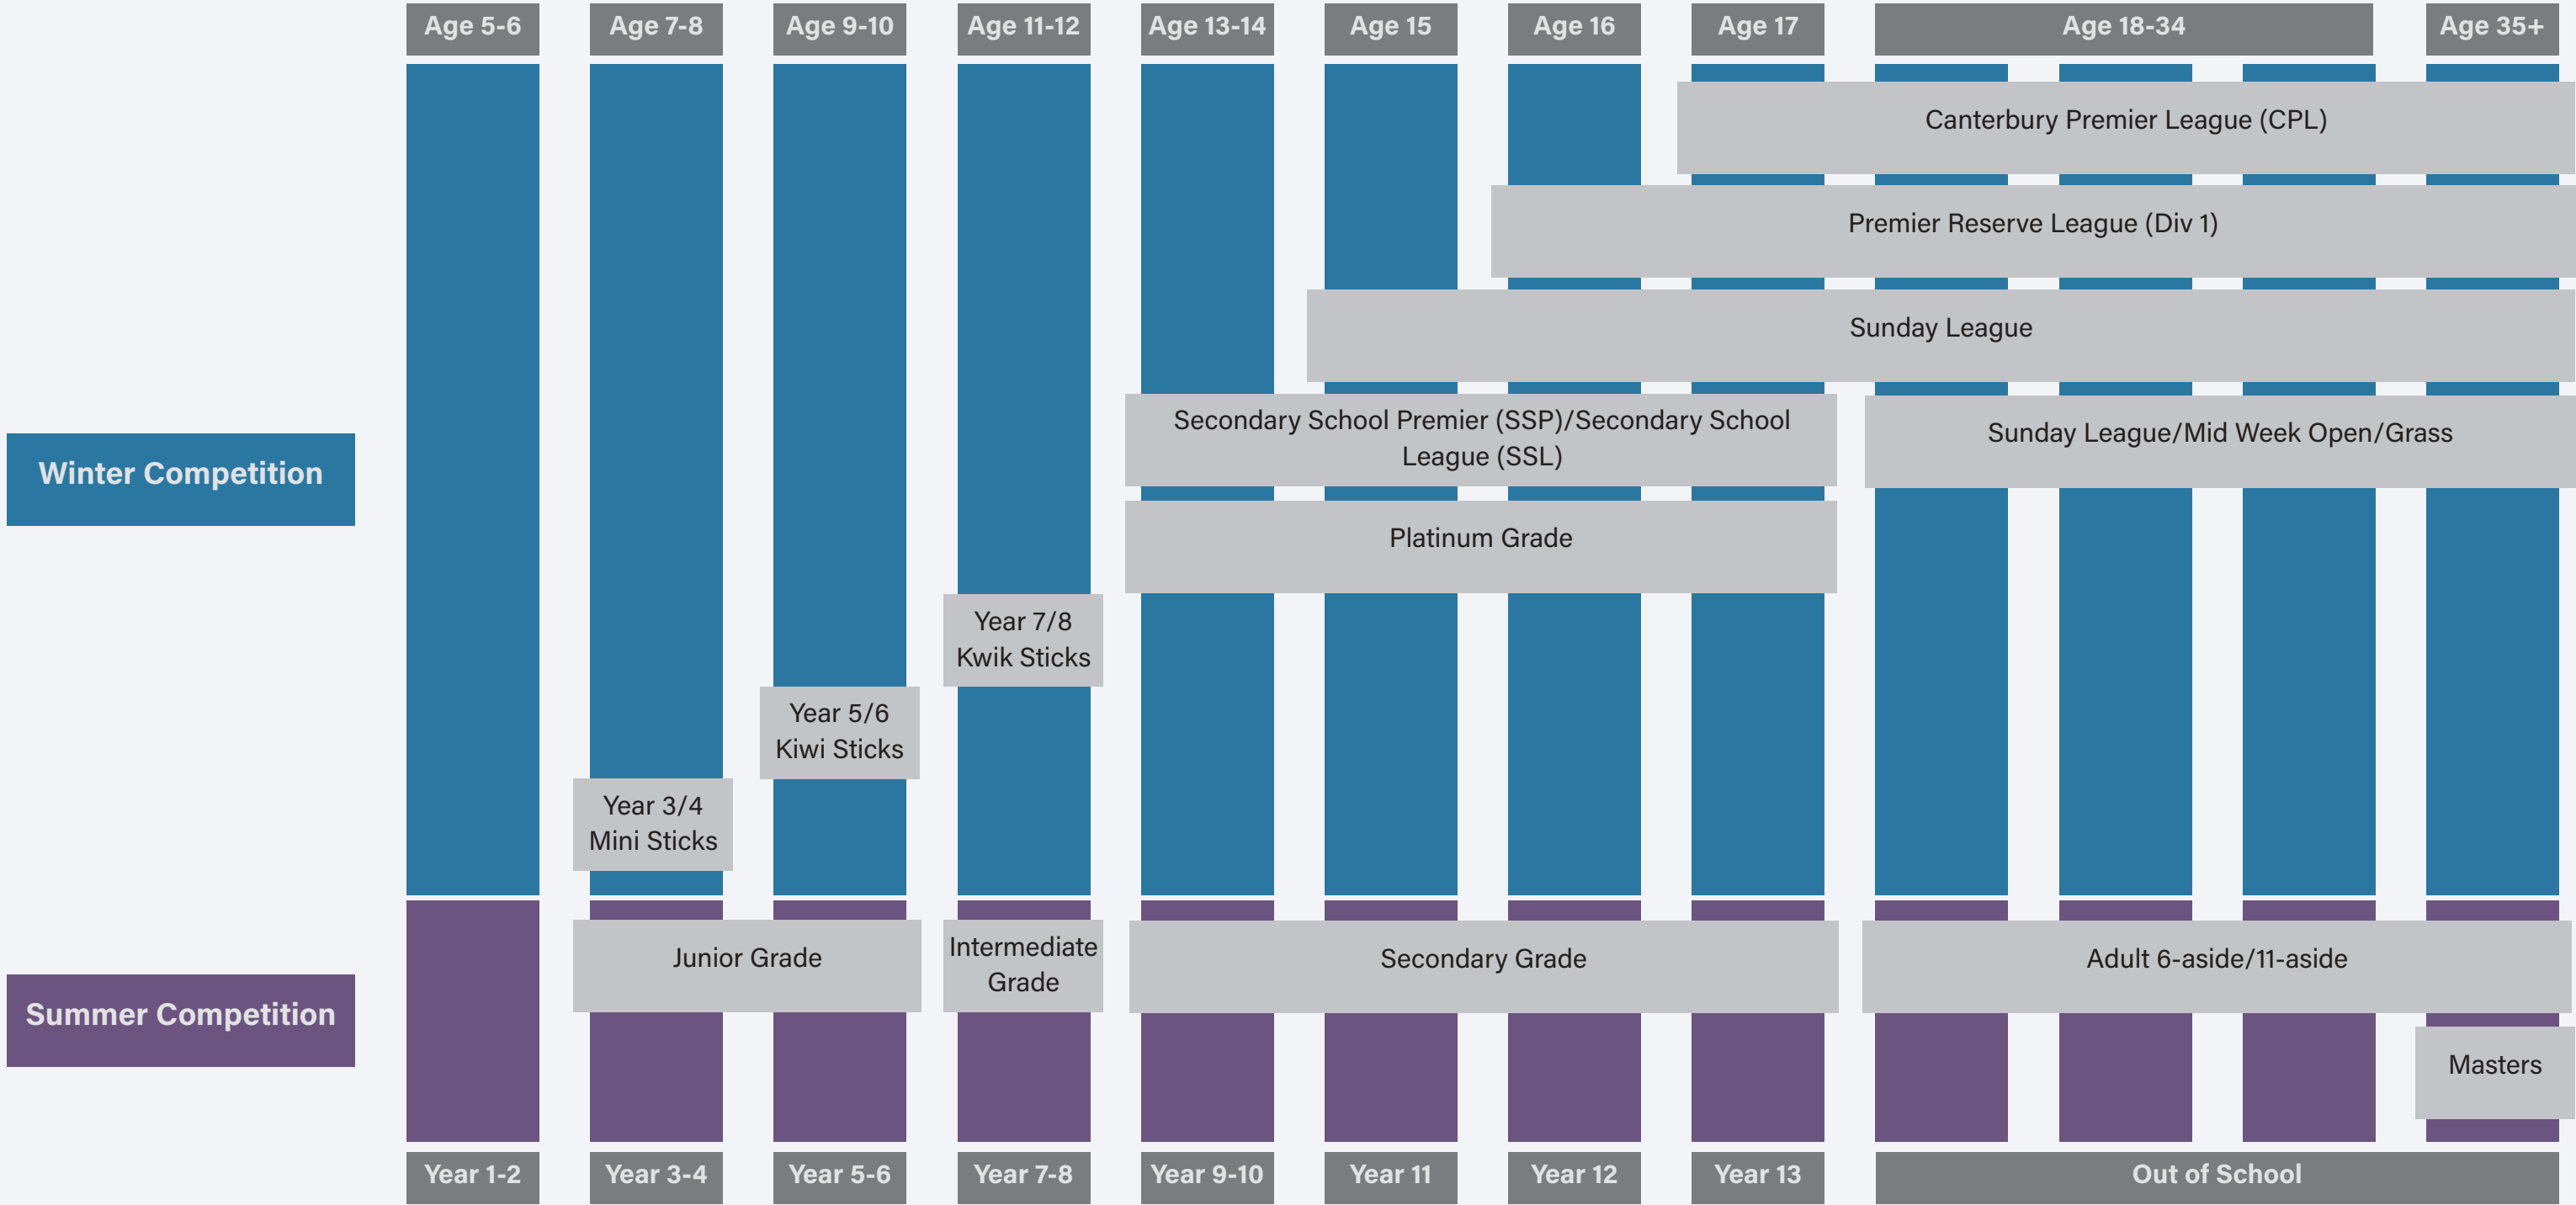 Age 5-6
Age 7-8
Age 9-10
Age 11-12
Age 13-14
Age 15
Age 16
Age 17
Age 18-34
Age 35+
Canterbury Premier League (CPL)
Premier Reserve League (Div 1)
Sunday League
Secondary School Premier (SSP)/Secondary School
League (SSL)
Sunday League/Mid Week Open/Grass
Winter Competition
Platinum Grade
Year 7/8
Kwik Sticks
Year 5/6
Kiwi Sticks
Year 3/4
Mini Sticks
Junior Grade
Intermediate
Grade
Secondary Grade
Adult 6-aside/11-aside
Summer Competition
Masters
Year 1-2
Year 3-4
Year 5-6
Year 7-8
Year 9-10
Year 11
Year 12
Year 13
Out of School